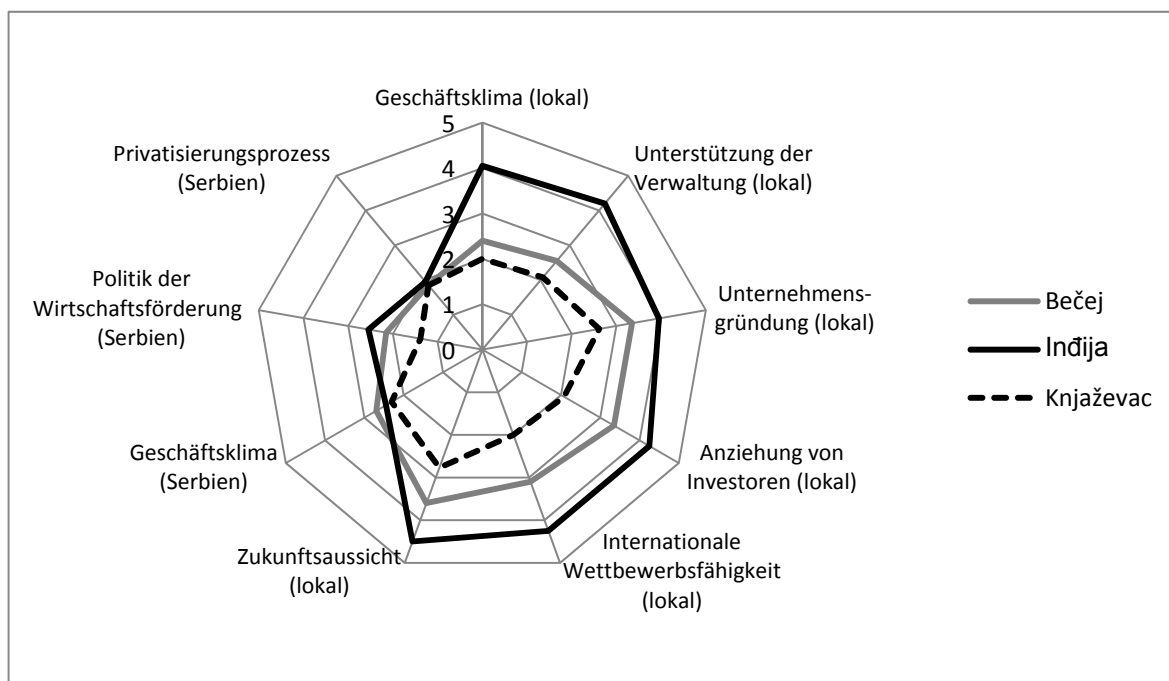 Geschäftsklima (lokal)
Unterstützung der
Verwaltung (lokal)
Unternehmens-
gründung (lokal)
Anziehung von
Investoren (lokal)
Internationale
Wettbewerbsfähigkeit
(lokal)
Zukunftsaussicht
(lokal)
Geschäftsklima
(Serbien)
Politik der
Wirtschaftsförderung
(Serbien)
Privatisierungsprozess
(Serbien)
5
4
3
2
1
0
Bečej
Inđija
Knjaževac